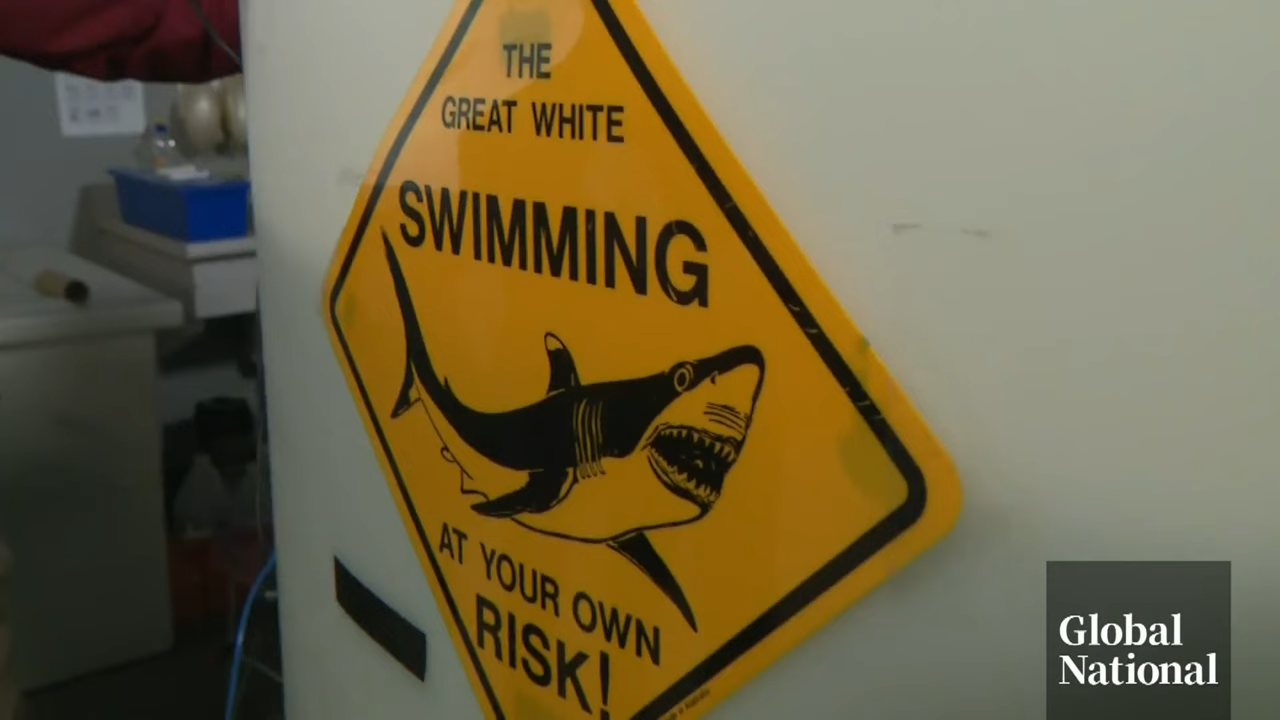 THE
GREAT WHITE
SWIMMING
AT YOUR OWN
RISK!
Global
National